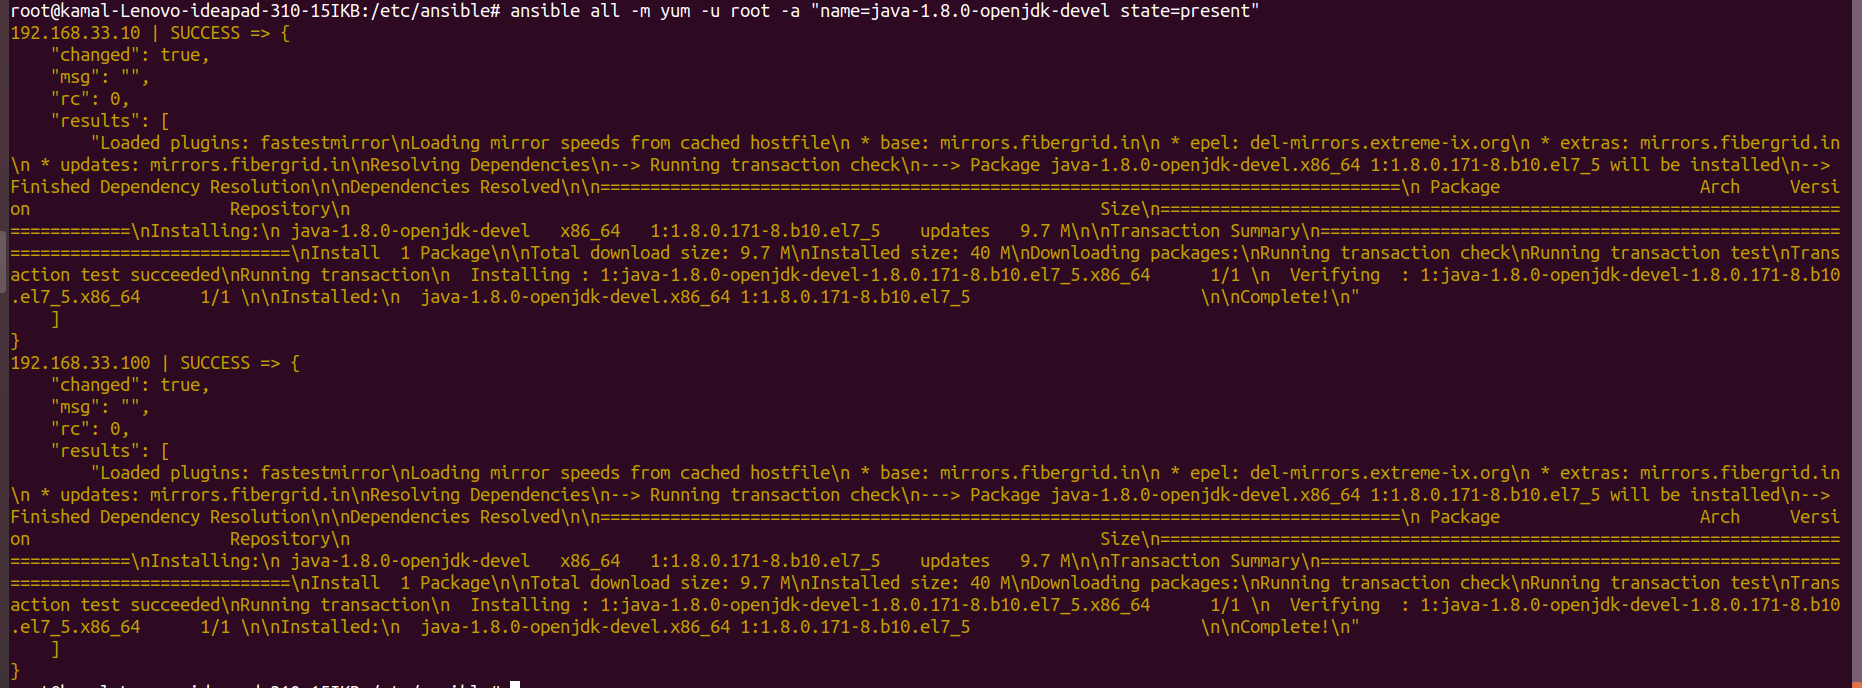 root@kamal-Lenovo-ideapad-310-15IKB:/etc/ansible# ansible all -m yum -u root -a "name=java-1.8.0-openjdk-devel state=present"
192.168.33.10 | SUCCESS => {
    "changed": true,
    "msg": "",
    "rc": 0,
    "results": [
        "Loaded plugins: fastestmirror\nLoading mirror speeds from cached hostfile\n * base: mirrors.fibergrid.in\n * epel: del-mirrors.extreme-ix.org\n * extras: mirrors.fibergrid.in
\n * updates: mirrors.fibergrid.in\nResolving Dependencies\n--> Running transaction check\n---> Package java-1.8.0-openjdk-devel.x86_64 1:1.8.0.171-8.b10.el7_5 will be installed\n-->
Finished Dependency Resolution\n\nDependencies Resolved\n\n================================================================================\n Package                    Arch     Versi
on                    Repository\n                                                                           Size\n====================================================================
============\nInstalling:\n java-1.8.0-openjdk-devel   x86_64   1:1.8.0.171-8.b10.el7_5    updates   9.7 M\n\nTransaction Summary\n====================================================
============================\nInstall  1 Package\n\nTotal download size: 9.7 M\nInstalled size: 40 M\nDownloading packages:\nRunning transaction check\nRunning transaction test\nTrans
action test succeeded\nRunning transaction\n  Installing : 1:java-1.8.0-openjdk-devel-1.8.0.171-8.b10.el7_5.x86_64      1/1 \n  Verifying  : 1:java-1.8.0-openjdk-devel-1.8.0.171-8.b10
.el7_5.x86_64      1/1 \n\nInstalled:\n  java-1.8.0-openjdk-devel.x86_64 1:1.8.0.171-8.b10.el7_5                       \n\nComplete!\n"
    ]
}
192.168.33.100 | SUCCESS => {
    "changed": true,
    "msg": "",
    "rc": 0,
    "results": [
        "Loaded plugins: fastestmirror\nLoading mirror speeds from cached hostfile\n * base: mirrors.fibergrid.in\n * epel: del-mirrors.extreme-ix.org\n * extras: mirrors.fibergrid.in
\n * updates: mirrors.fibergrid.in\nResolving Dependencies\n--> Running transaction check\n---> Package java-1.8.0-openjdk-devel.x86_64 1:1.8.0.171-8.b10.el7_5 will be installed\n-->
Finished Dependency Resolution\n\nDependencies Resolved\n\n================================================================================\n Package                    Arch     Versi
on                    Repository\n                                                                           Size\n====================================================================
============\nInstalling:\n java-1.8.0-openjdk-devel   x86_64   1:1.8.0.171-8.b10.el7_5    updates   9.7 M\n\nTransaction Summary\n====================================================
============================\nInstall  1 Package\n\nTotal download size: 9.7 M\nInstalled size: 40 M\nDownloading packages:\nRunning transaction check\nRunning transaction test\nTrans
action test succeeded\nRunning transaction\n  Installing : 1:java-1.8.0-openjdk-devel-1.8.0.171-8.b10.el7_5.x86_64      1/1 \n  Verifying  : 1:java-1.8.0-openjdk-devel-1.8.0.171-8.b10
.el7_5.x86_64      1/1 \n\nInstalled:\n  java-1.8.0-openjdk-devel.x86_64 1:1.8.0.171-8.b10.el7_5                       \n\nComplete!\n"
    ]
}
root@kamal-Lenovo-ideapad-310-15IKB:/etc/ansible#